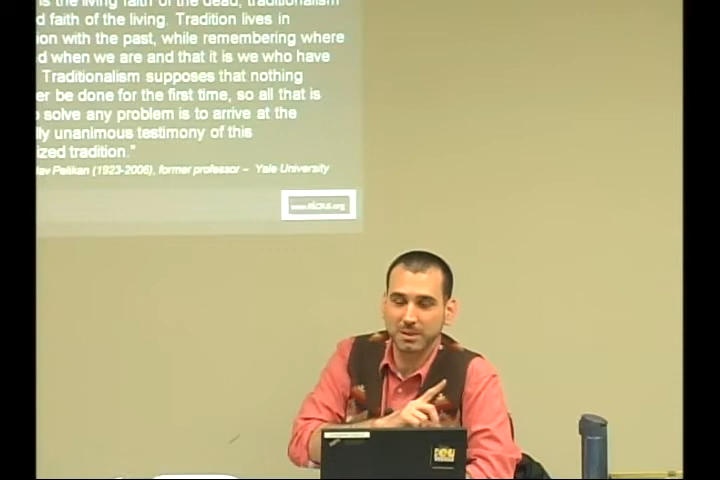 is the living faith of the dead, traditionalism
d faith of the living. Tradition lives in
ion with the past, while remembering where
d when we are and that it is we who have
Traditionalism supposes that nothing
er be done for the first time, so all that is
o solve any problem is to arrive at the
lly unanimous testimony of this
ized tradition."
lav Pelikan (1923-2006), former professor – Yale University